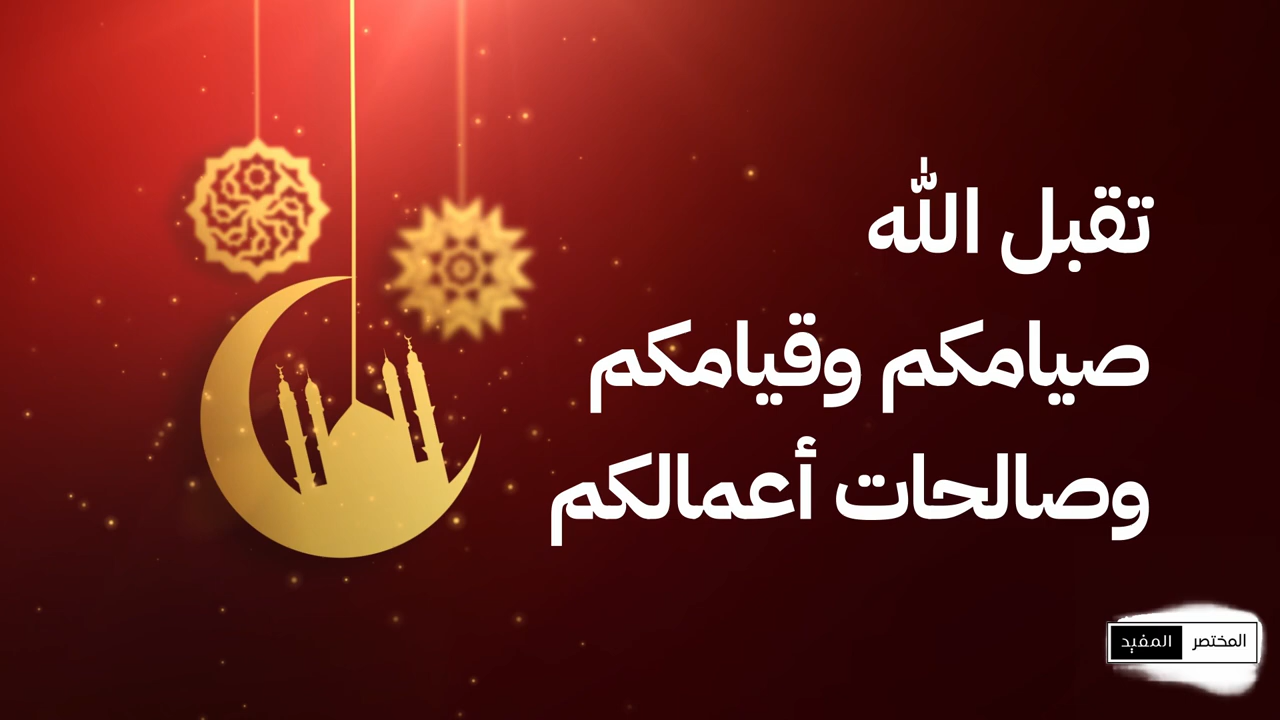 تقبل الله
صيامكم وقيامكم
وصالحات أعمالكم
المختصر المفيد